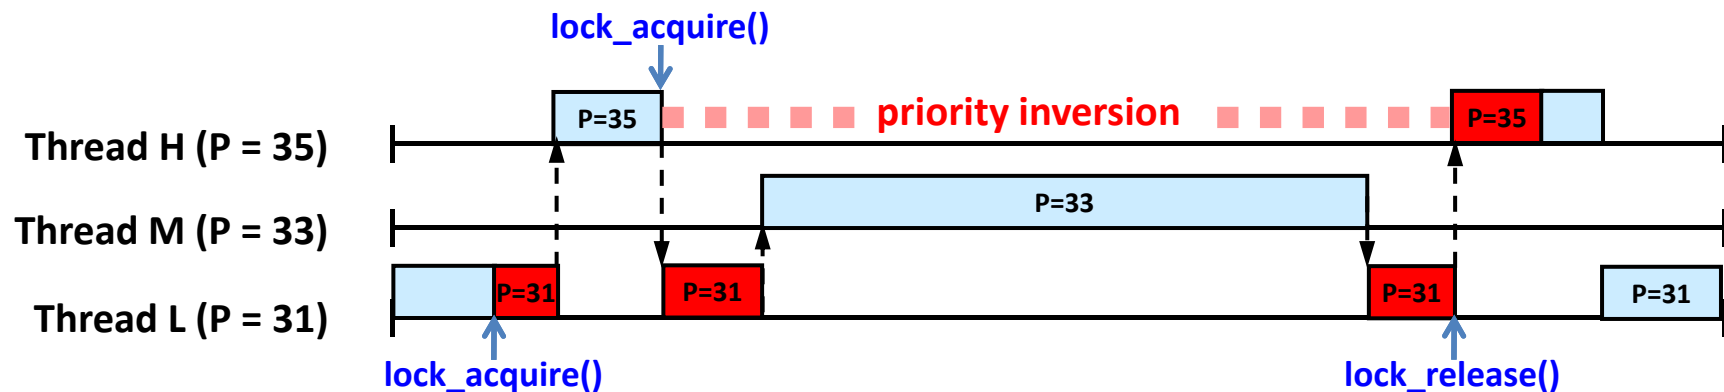 lock_acquire()
Thread H (P = 35)
P=35
priority inversion
P=35
Thread M (P = 33)
P=33
Thread L (P = 31)
P=31
P=31
P=31
P=31
lock_acquire()
lock_release()